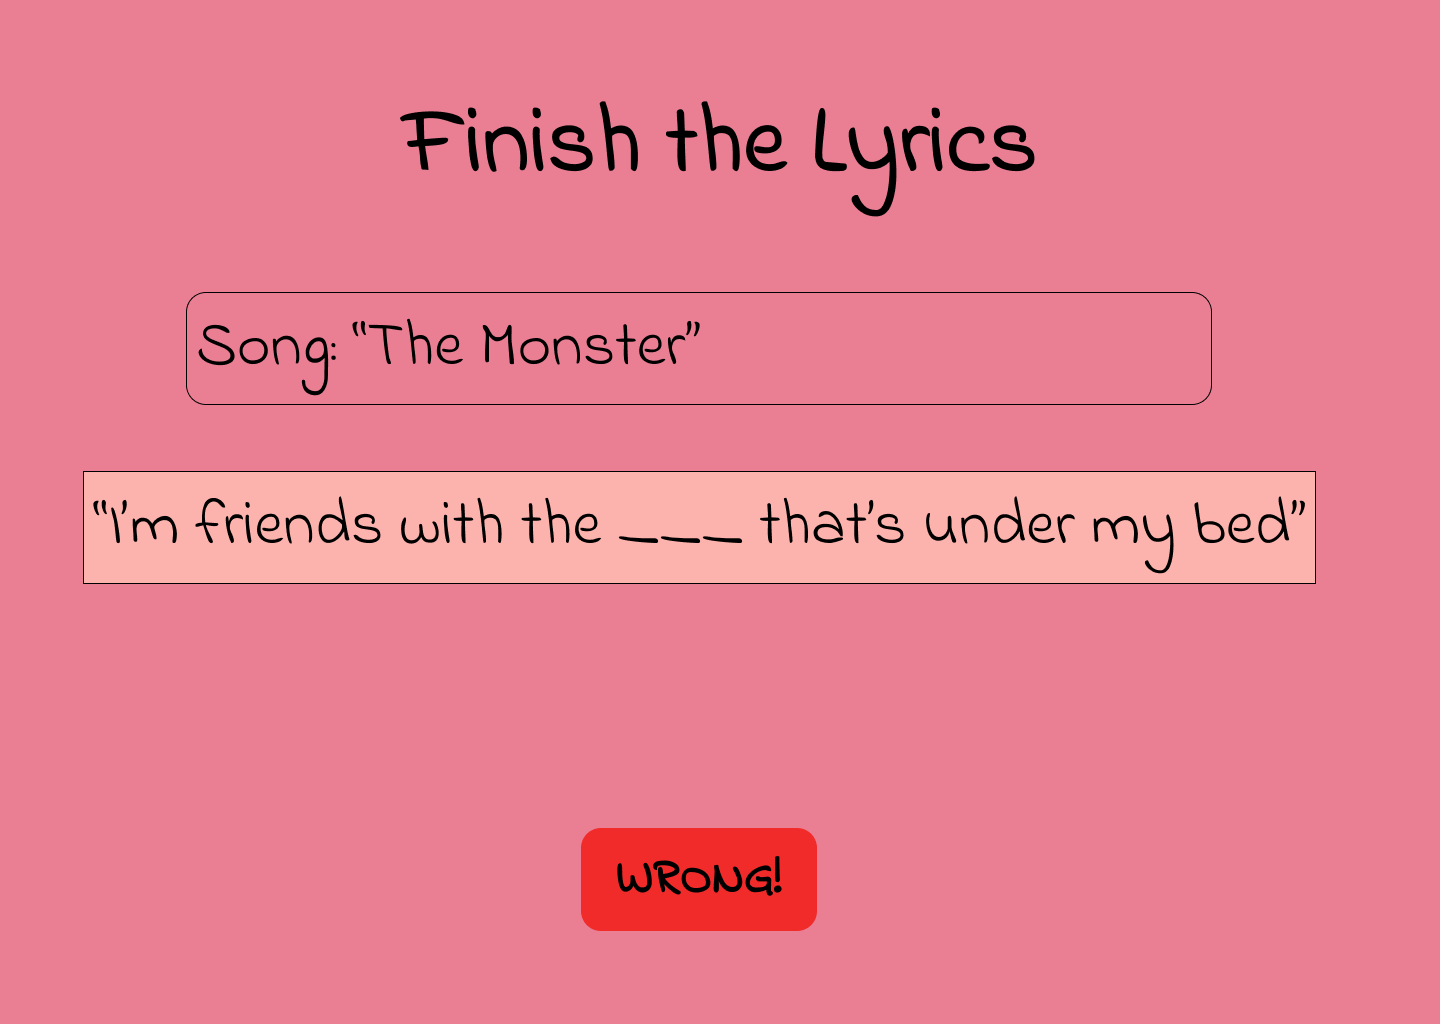 Finish the Lyrics
Song: “The Monster”
“I’m friends with the ___ that’s under my bed”
WRONG!